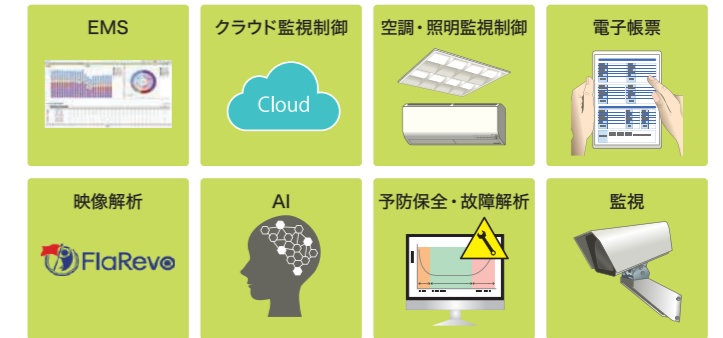 EMS
クラウド監視制御
空調・照明監視制御
電子帳票
Cloud
映像解析
AI
予防保全・故障解析
監視
FlaRevo